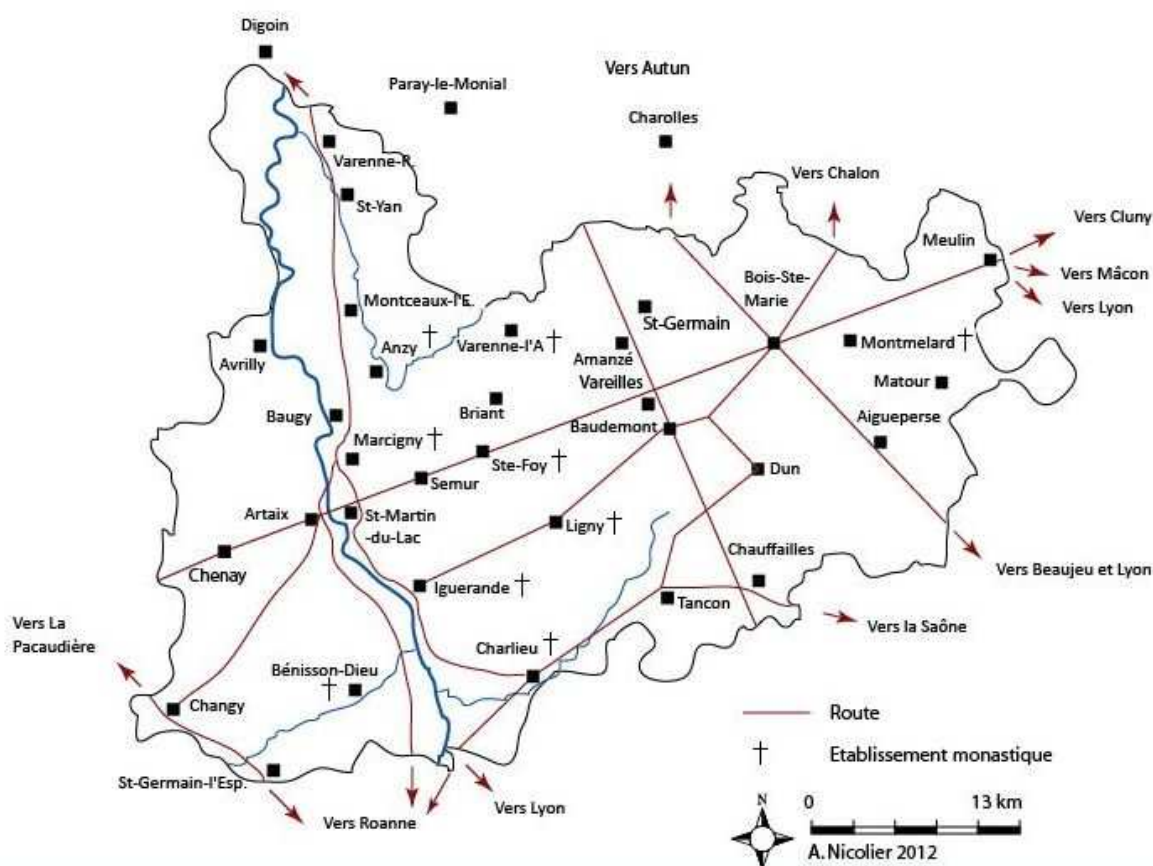 Digoin
Vers Autun
Paray-le-Monial
Charolles
Varenne-R.
Vers Chalon
St-Yan
Vers Cluny
Meulin
Bois-Ste-
Marie
Vers Mâcon
Montceaux-l'E.
Vers Lyon
St-Germain
Anzy
Varenne-l'A
Montmelard
Avrilly
Amanzé
Vareilles
Matour
Briant
Aigueperse
Baugy
Baudemont
Marcigny
Ste-Foy
Dun
Semur
Artaix
St-Martin
-du-Lac
Ligny
Chauffailles
Chenay
Vers Beaujeu et Lyon
Iguerande
Tancon
Vers La
Pacaudière
Vers la Saône
Charlieu
Bénisson-Dieu
Changy
Route
Etablissement monastique
St-Germain-l'Esp.
Vers Lyon
Vers Roanne
N
0 13 km
A. Nicolier 2012